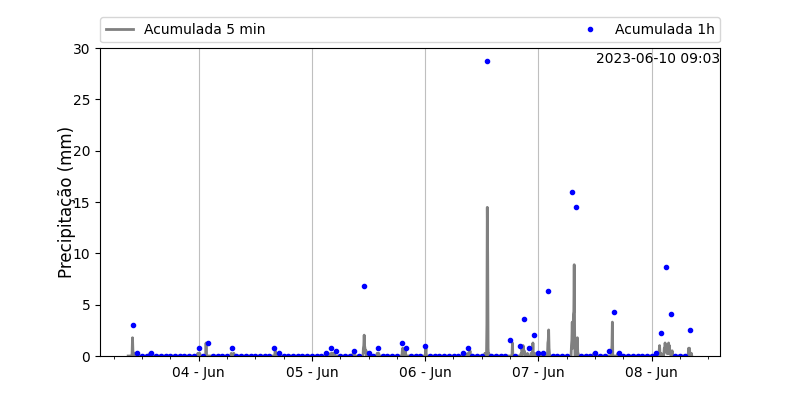 Acumulada 5 min
Acumulada 1h
2023-06-10 09:03
Precipitação (mm)
30
25
20
15
10
5
0
04 - Jun
05 - Jun
06 - Jun
07 - Jun
08 - Jun